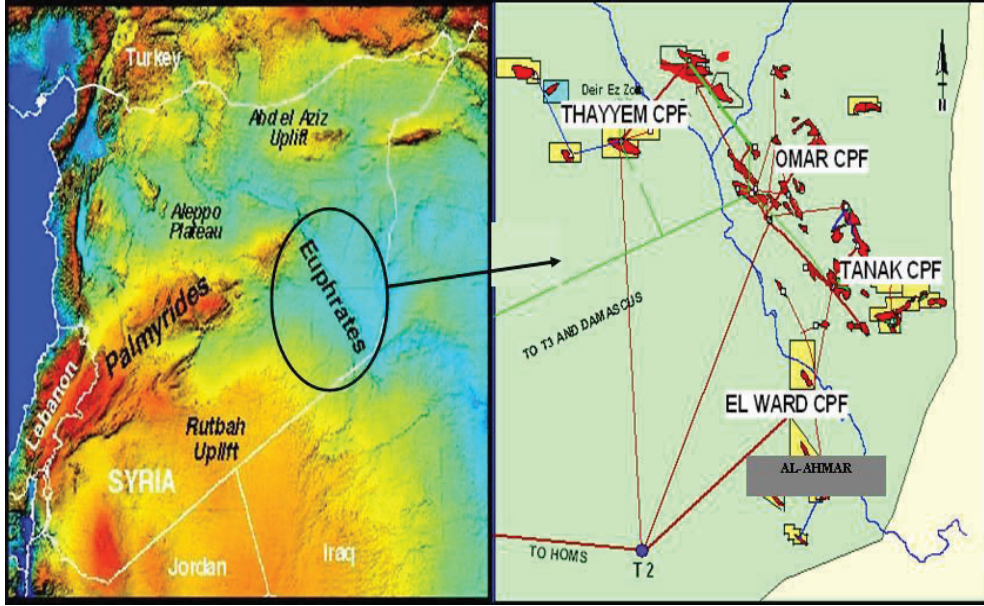 Turkey
Abd el Aziz
Uplift
Aleppo
Plateau
Euphrates
Palmyrides
Lebanon
Rutbah
Uplift
SYRIA
Jordan
Iraq
N
Deir Ez Zor
THAYYEM CPF
OMAR CPF
TANAK CPF
TO T3 AND DAMASCUS
EL WARD CPF
AL-AHMAR
TO HOMS
T 2